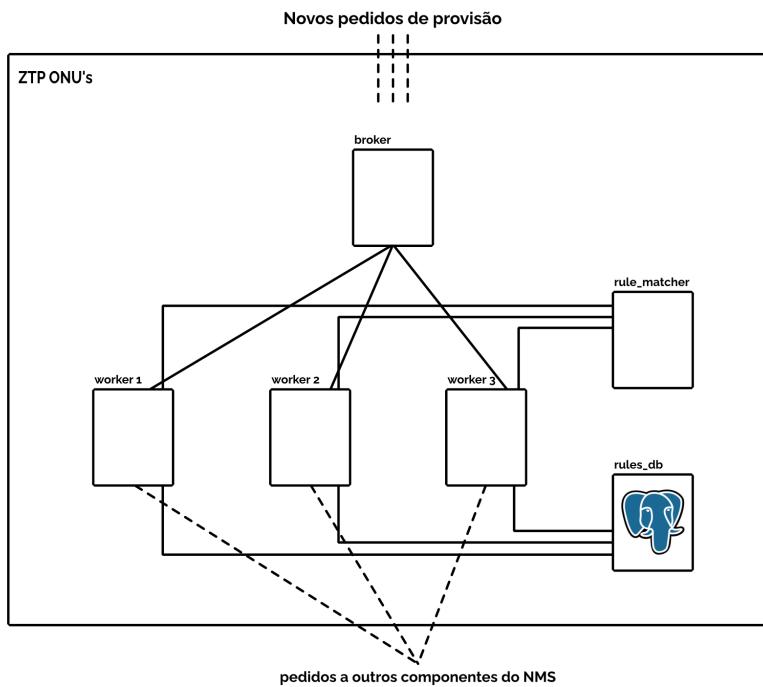 Novos pedidos de provisão
ZTP ONU's
broker
rule_matcher
worker 1
worker 2
worker 3
rules_db
pedidos a outros componentes do NMS